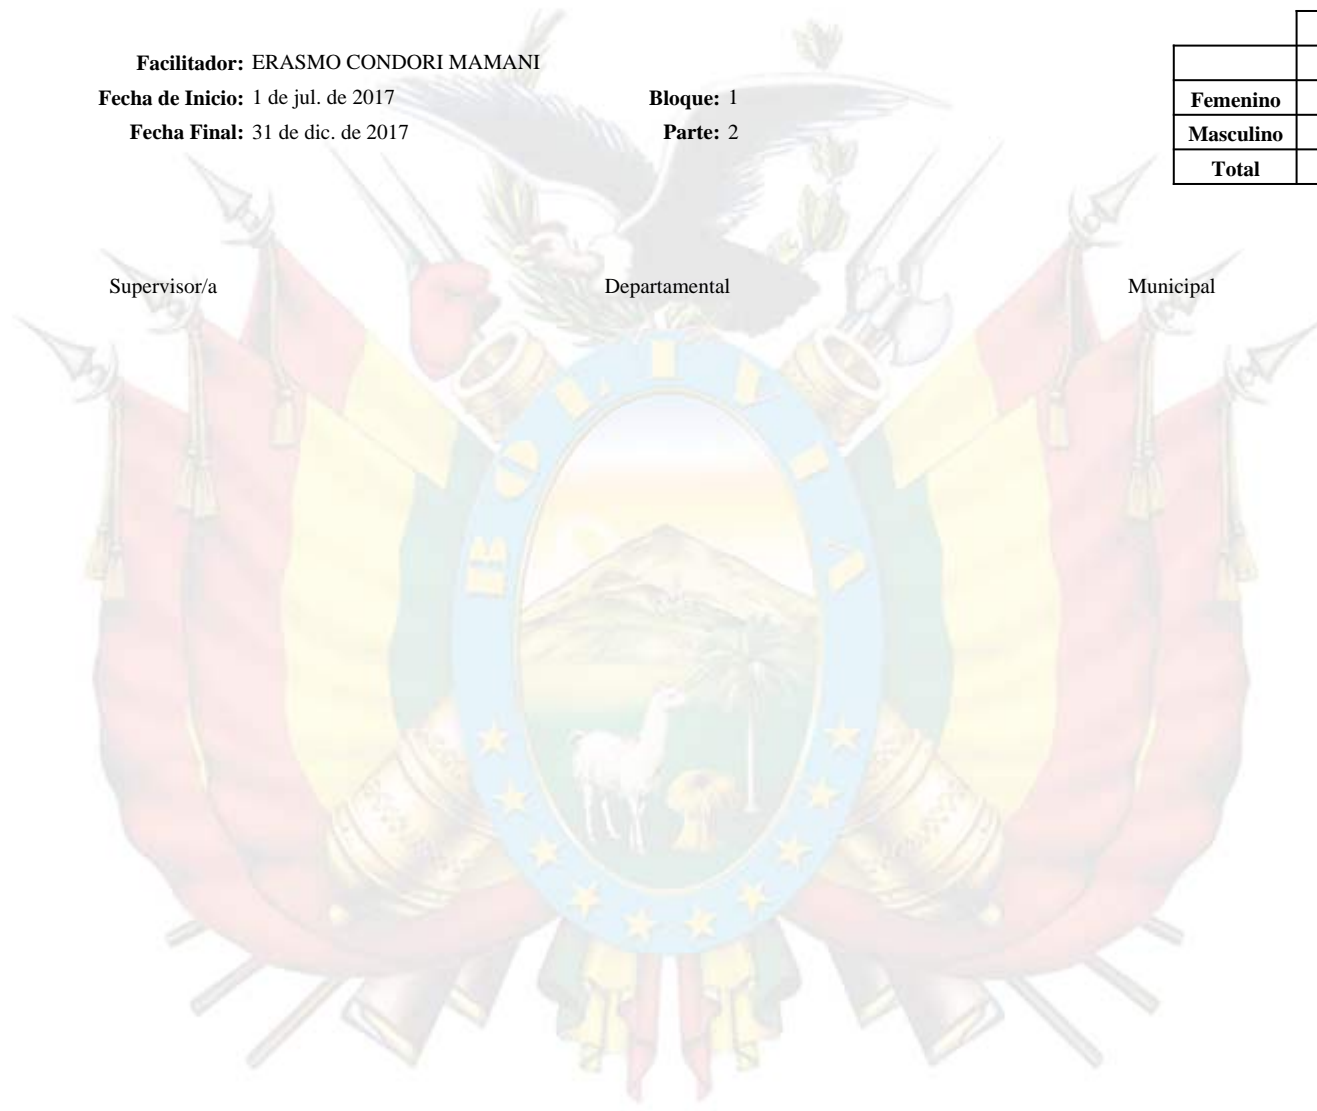 Facilitador: ERASMO CONDORI MAMANI
Fecha de Inicio: 1 de jul. de 2017 Bloque: 1
Fecha Final: 31 de dic. de 2017 Parte: 2
Femenino
Masculino
Total
Supervisor/a Departamental Municipal
BOLIVIA